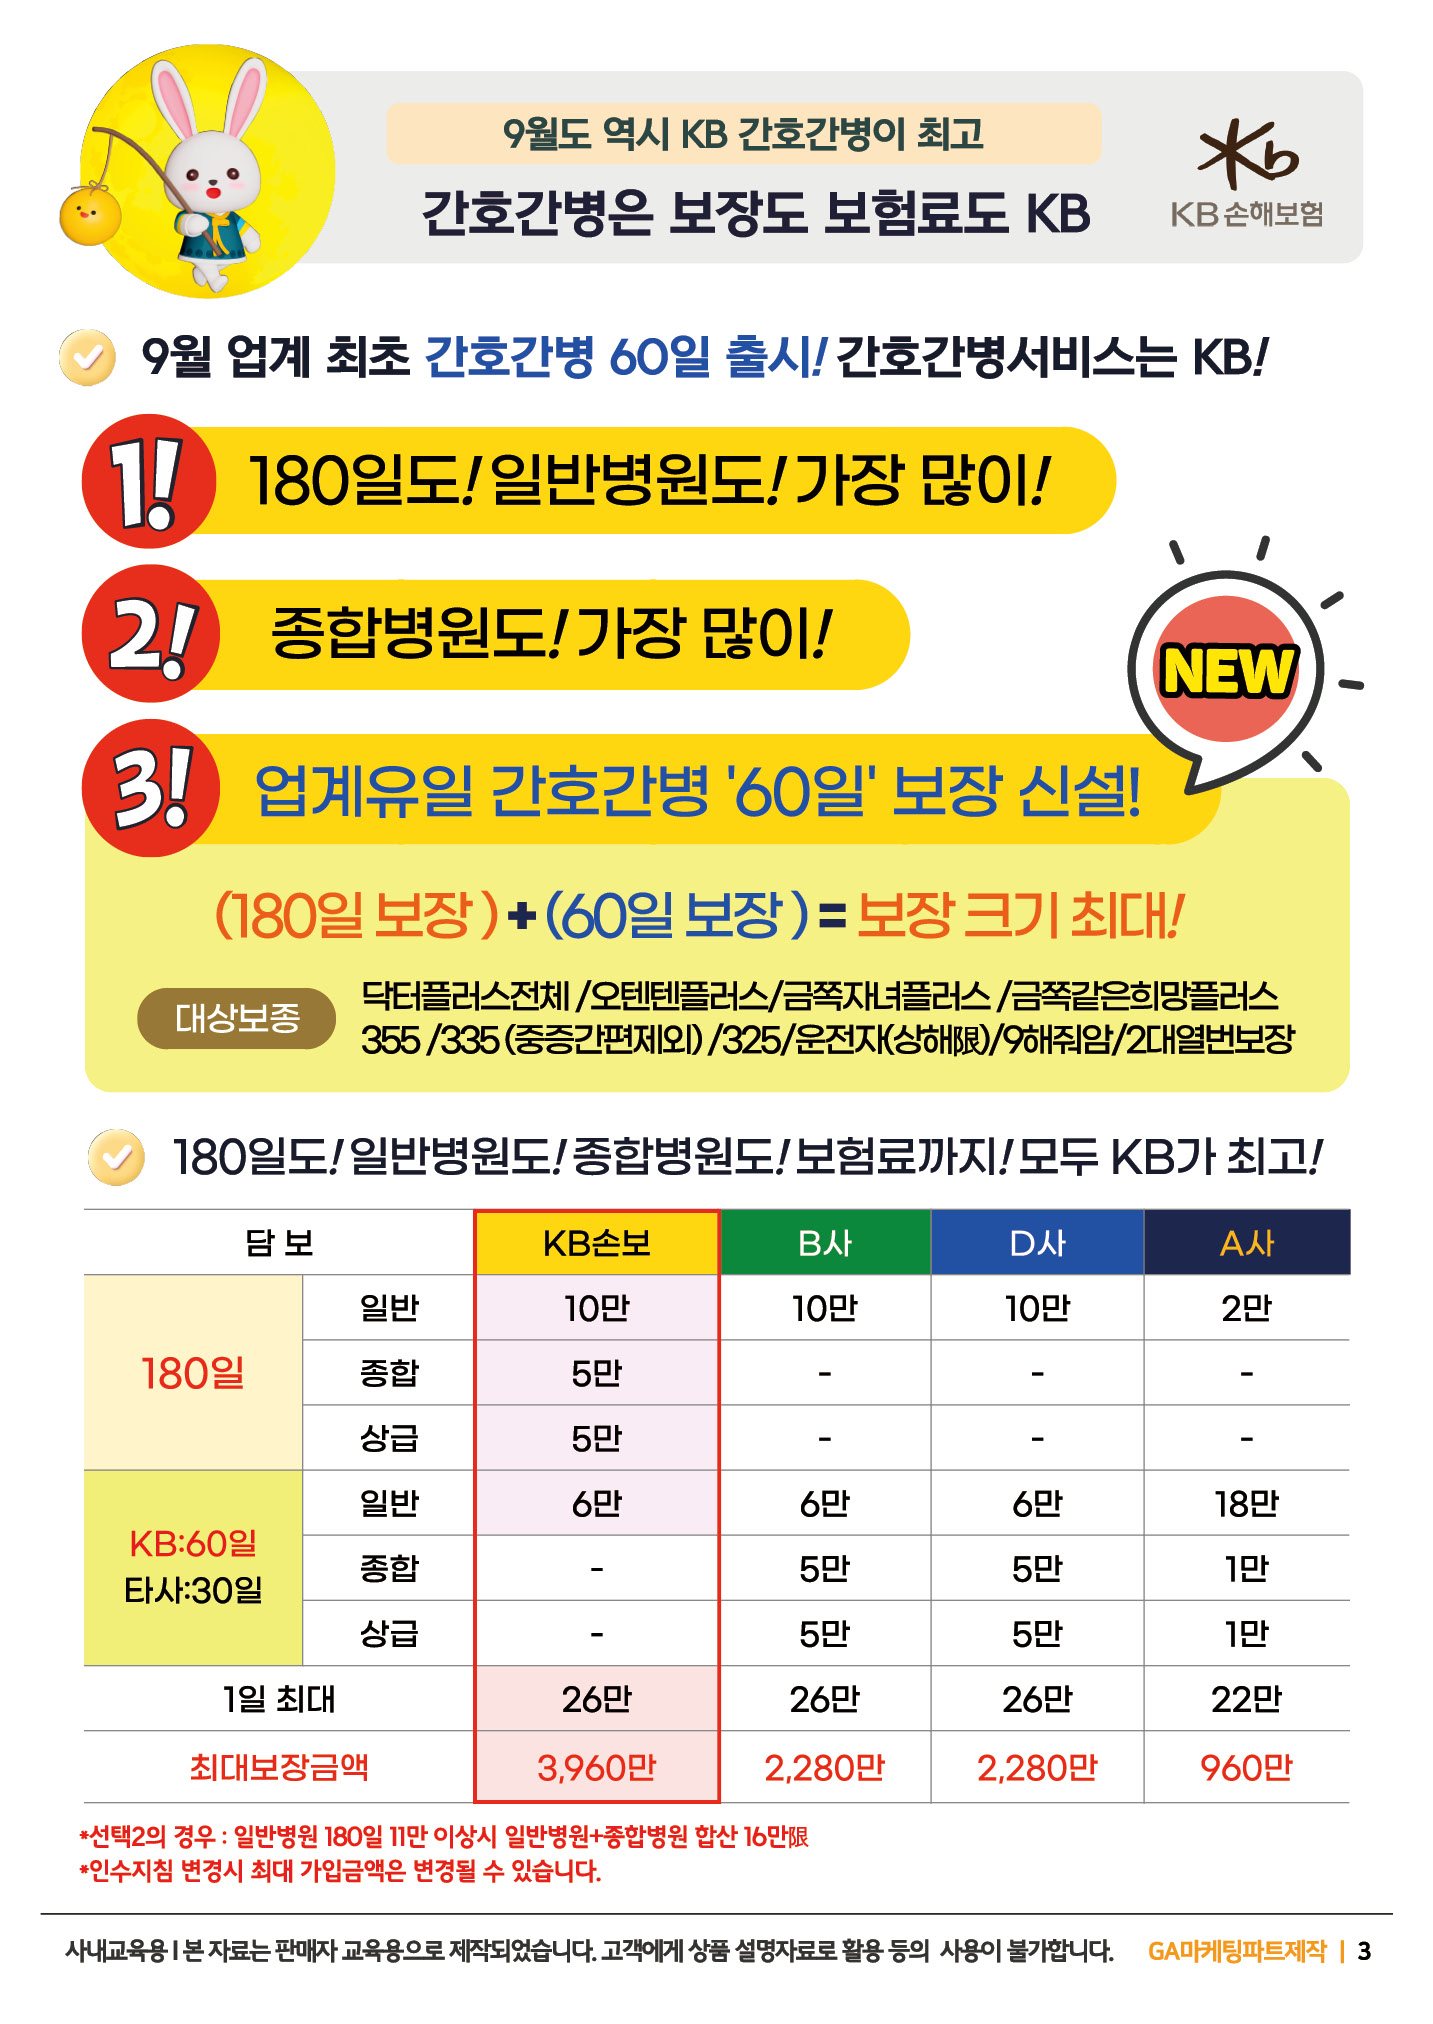 9월도 역시 KB 간호간병이 최고
간호간병은 보장도 보험료도 KB
Kb
KB손해보험
9월 업계 최초 간호간병 60일 출시! 간호간병서비스는 KB!
1! 180일도! 일반병원도! 가장 많이!
2! 종합병원도! 가장 많이!
NEW
3! 업계유일 간호간병 '60일' 보장 신설!
(180일 보장) + (60일 보장) = 보장 크기 최대!
대상보종
닥터플러스전체 /오텐텐플러스/금쪽자녀플러스 /금쪽같은희망플러스
355 /335 (중증간편제외) /325/운전자(상해限)/9해줘암/2대열번보장
180일도! 일반병원도! 종합병원도! 보험료까지! 모두 KB가 최고!
담 보 KB손보 B사 D사 A사
180일
일반 10만 10만 10만 2만
종합 5만 - - -
상급 5만 - - -
KB:60일
타사:30일
일반 6만 6만 6만 18만
종합 - 5만 5만 1만
상급 - 5만 5만 1만
1일 최대 26만 26만 26만 22만
최대보장금액 3,960만 2,280만 2,280만 960만
*선택2의 경우 : 일반병원 180일 11만 이상시 일반병원+종합병원 합산 16만限
*인수지침 변경시 최대 가입금액은 변경될 수 있습니다.
사내교육용 | 본 자료는 판매자 교육용으로 제작되었습니다. 고객에게 상품 설명자료로 활용 등의 사용이 불가합니다. GA마케팅파트제작 | 3